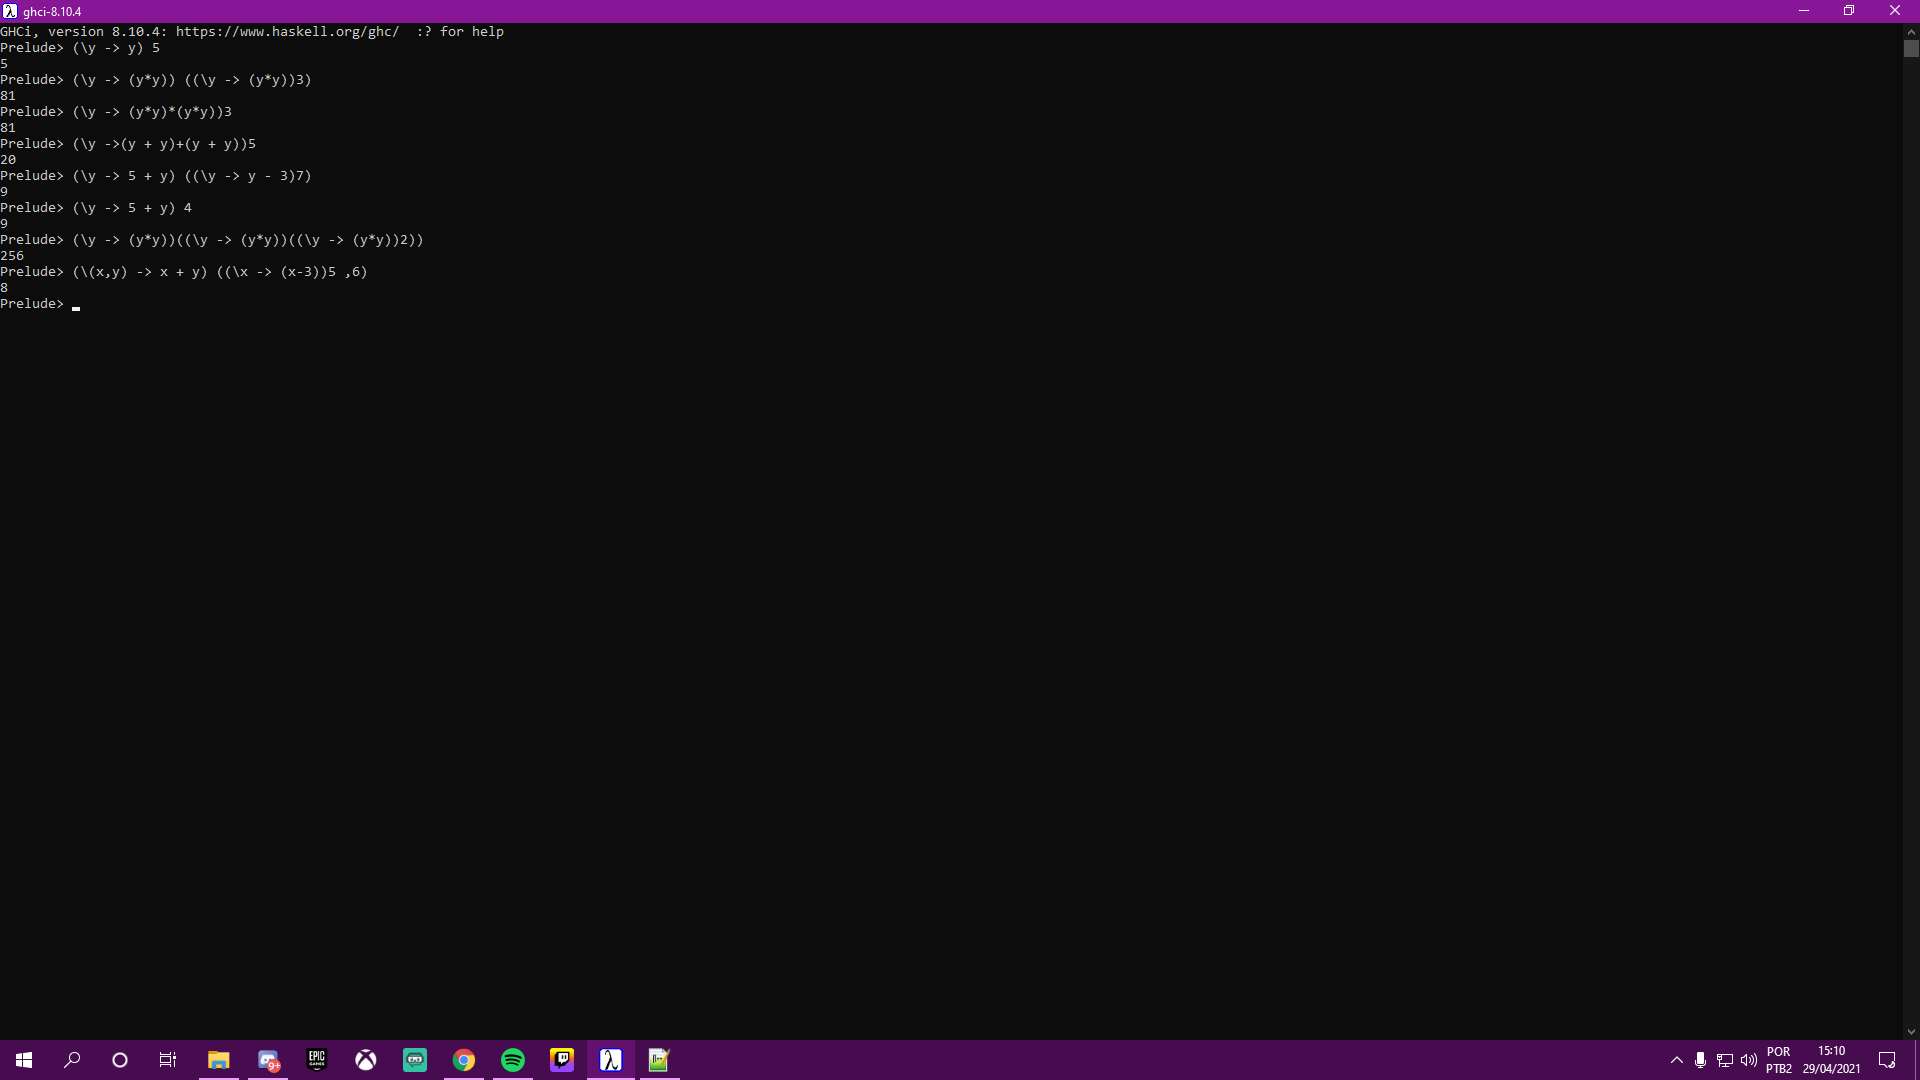 ghci-8.10.4
GHCi, version 8.10.4: https://www.haskell.org/ghc/  :? for help
Prelude> (\y -> y) 5
5
Prelude> (\y -> (y*y)) ((\y -> (y*y))3)
81
Prelude> (\y -> (y*y)*(y*y))3
81
Prelude> (\y ->(y + y)+(y + y))5
20
Prelude> (\y -> 5 + y) ((\y -> y - 3)7)
9
Prelude> (\y -> 5 + y) 4
9
Prelude> (\y -> (y*y))((\y -> (y*y))((\y -> (y*y))2))
256
Prelude> (\(x,y) -> x + y) ((\x -> (x-3))5 ,6)
8
Prelude>
9+
EPIC GAMES
λ
POR
PTB2
15:10
29/04/2021